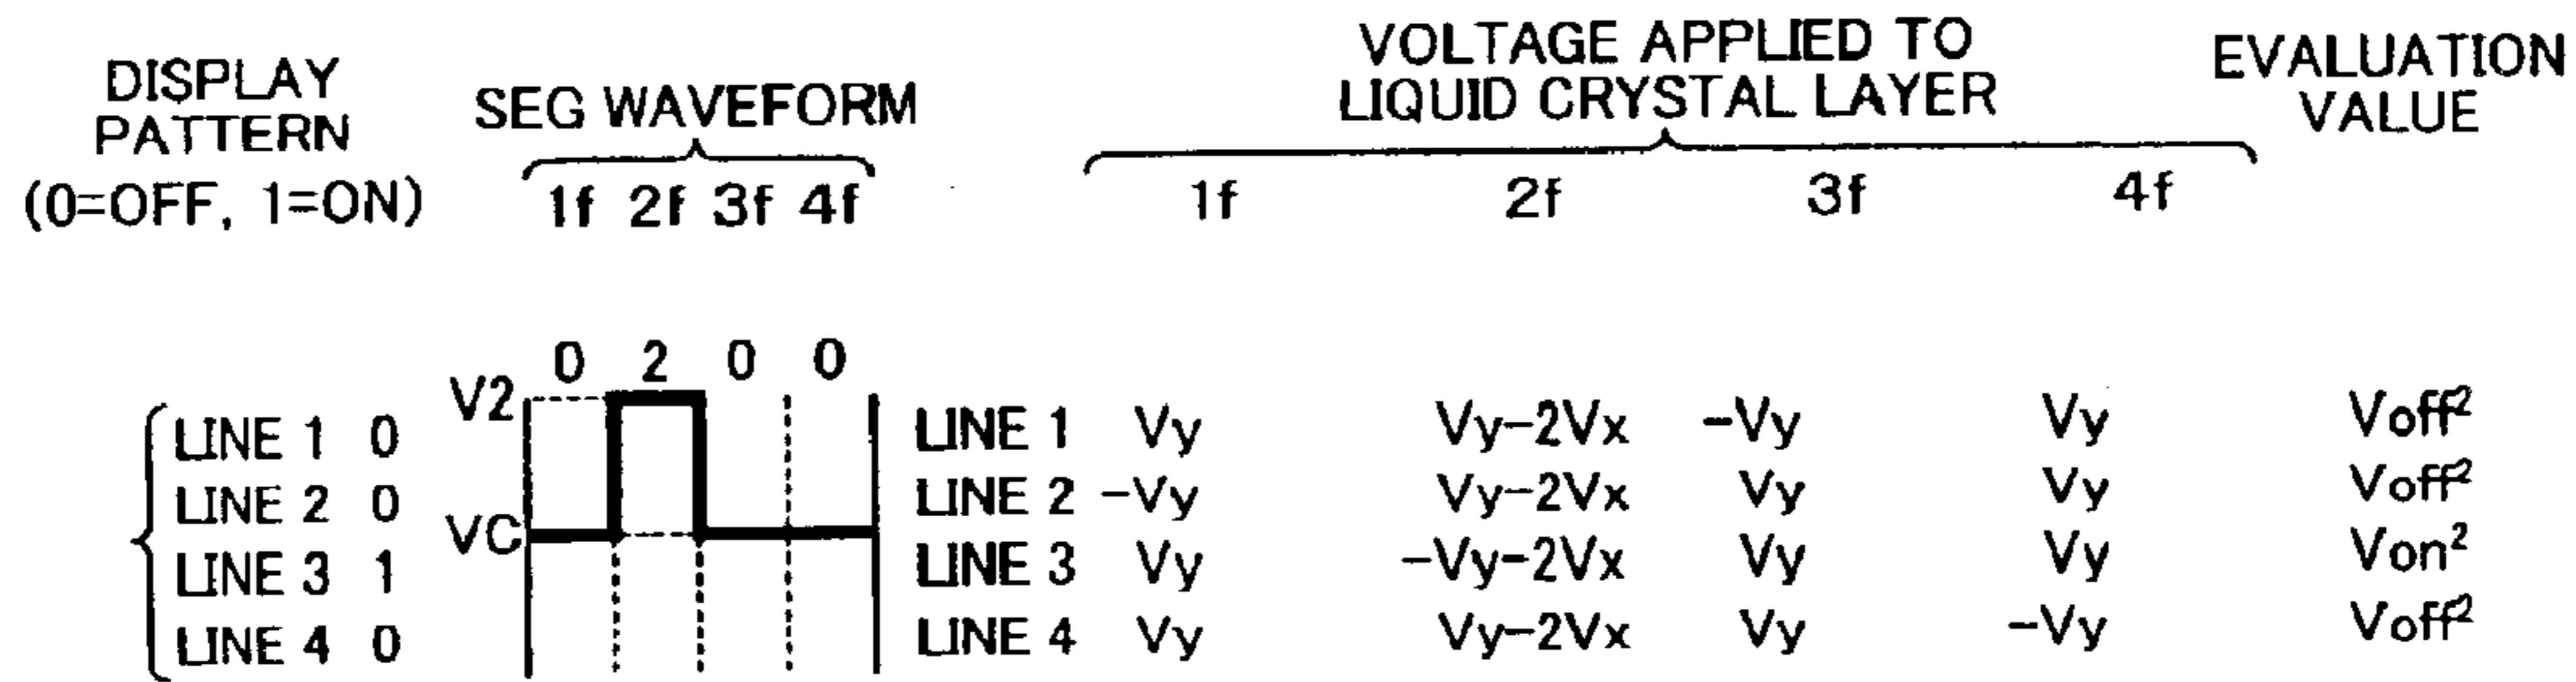 DISPLAY
PATTERN
(0=OFF, 1=ON)
SEG WAVEFORM
1f 2f 3f 4f
VOLTAGE APPLIED TO
LIQUID CRYSTAL LAYER
1f 2f 3f 4f
EVALUATION
VALUE
LINE 1 0
LINE 2 0
LINE 3 1
LINE 4 0
0 2 0 0
V2
VC
LINE 1 Vy Vy-2Vx -Vy Vy Voff²
LINE 2 -Vy Vy-2Vx Vy Vy Voff²
LINE 3 Vy -Vy-2Vx Vy Vy Von²
LINE 4 Vy Vy-2Vx Vy -Vy Voff²